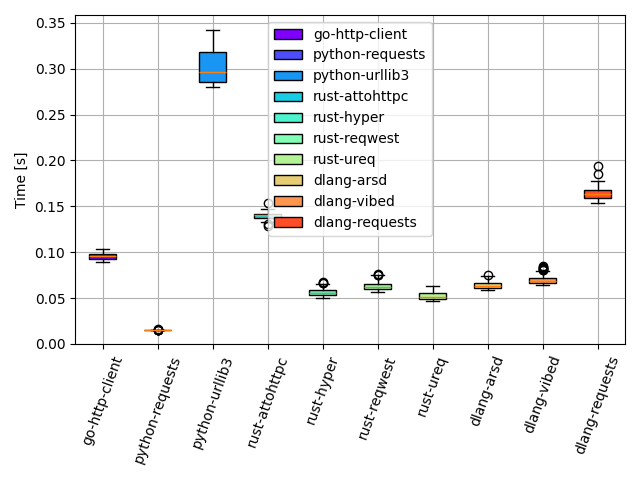 0.35
0.30
0.25
0.20
0.15
0.10
0.05
0.00
Time [s]
go-http-client
python-requests
python-urllib3
rust-attohttpc
rust-hyper
rust-reqwest
rust-ureq
dlang-arsd
dlang-vibed
dlang-requests
go-http-client
python-requests
python-urllib3
rust-attohttpc
rust-hyper
rust-reqwest
rust-ureq
dlang-arsd
dlang-vibed
dlang-requests